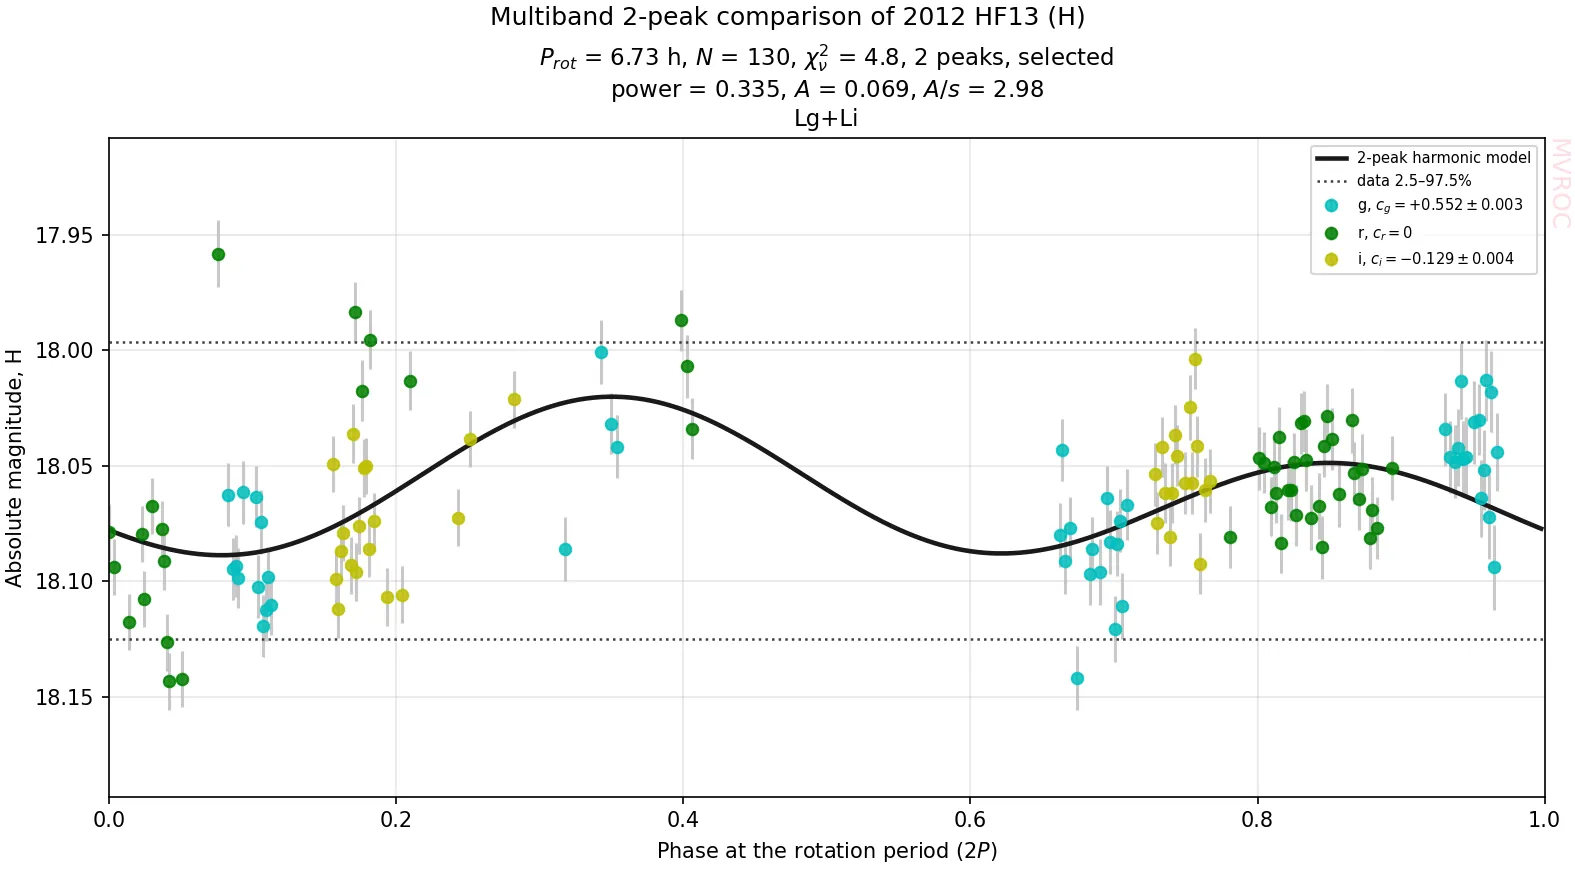 Multiband 2-peak comparison of 2012 HF13 (H)
P_rot = 6.73 h, N = 130, χ²_ν = 4.8, 2 peaks, selected
power = 0.335, A = 0.069, A/s = 2.98
Lg+Li
MVROC
2-peak harmonic model
data 2.5–97.5%
g, c_g = +0.552 ± 0.003
r, c_r = 0
i, c_i = −0.129 ± 0.004
Absolute magnitude, H
17.95
18.00
18.05
18.10
18.15
0.0
0.2
0.4
0.6
0.8
1.0
Phase at the rotation period (2P)